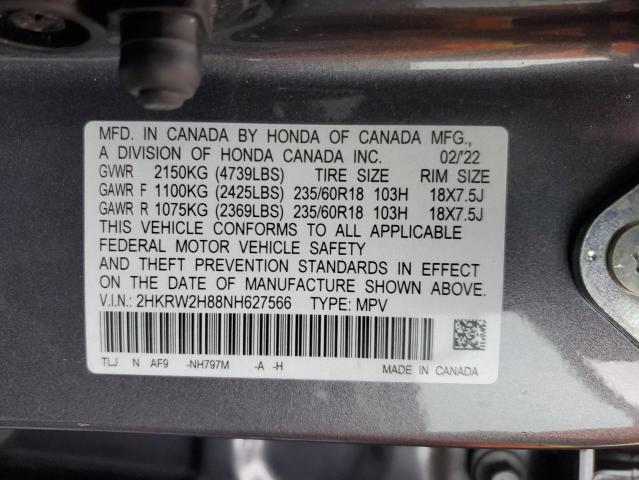 MFD. IN CANADA BY HONDA OF CANADA MFG.,
A DIVISION OF HONDA CANADA INC. 02/'22
GVWR 2150KG (4739LBS) TIRE SIZE RIM SIZE
GAWR F 1100KG (2425LBS) 235/60R18 103H 18X7.5J
GAWR R 1075KG (2369LBS) 235/60R18 103H 18X7.5J
THIS VEHICLE CONFORMS TO ALL APPLICABLE
FEDERAL MOTOR VEHICLE SAFETY
AND THEFT PREVENTION STANDARDS IN EFFECT
ON THE DATE OF MANUFACTURE SHOWN ABOVE.
V.I.N.: 2HKRW2H88NH627566 TYPE: MPV
TLJ N AF9 -NH797M -A -H MADE IN CANADA